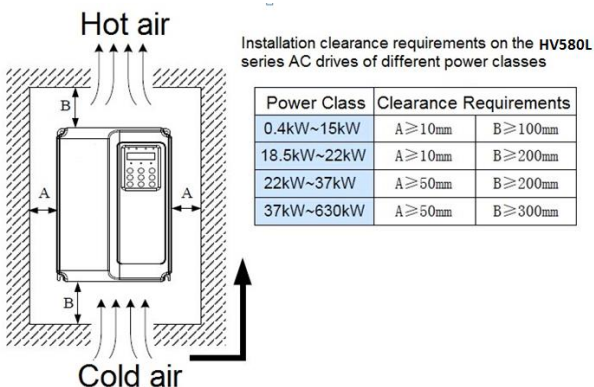 Hot air
Installation clearance requirements on the HV580L
series AC drives of different power classes
B
Power Class Clearance Requirements
0.4kW~15kW A≥10mm B≥100mm
18.5kW~22kW A≥10mm B≥200mm
22kW~37kW A≥50mm B≥200mm
37kW~630kW A≥50mm B≥300mm
A A
B
Cold air